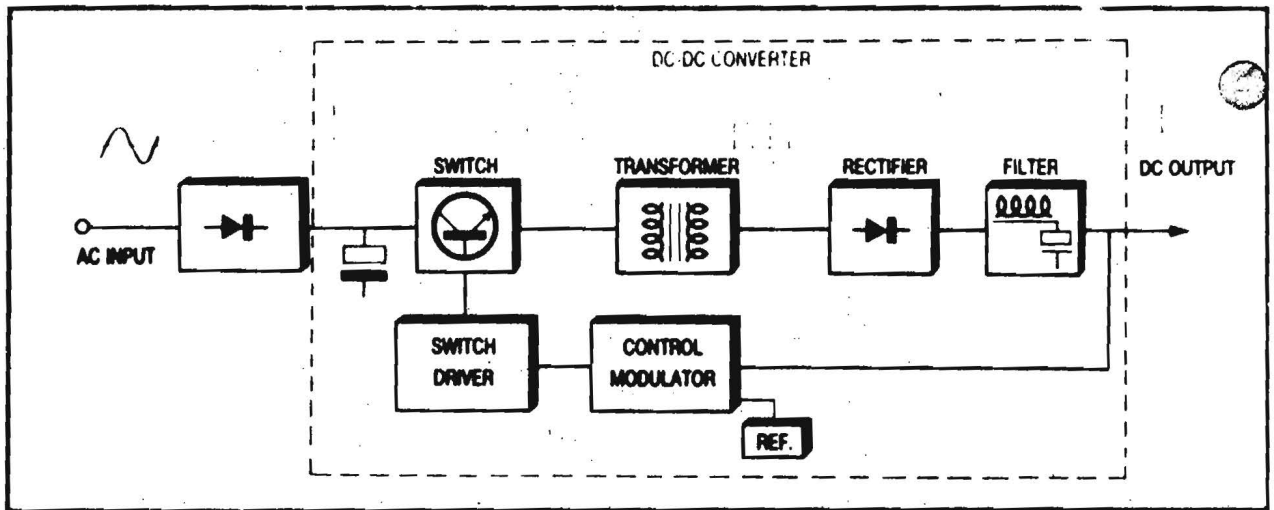 DC-DC CONVERTER
SWITCH
TRANSFORMER
RECTIFIER
FILTER
DC OUTPUT
AC INPUT
SWITCH
DRIVER
CONTROL
MODULATOR
REF.